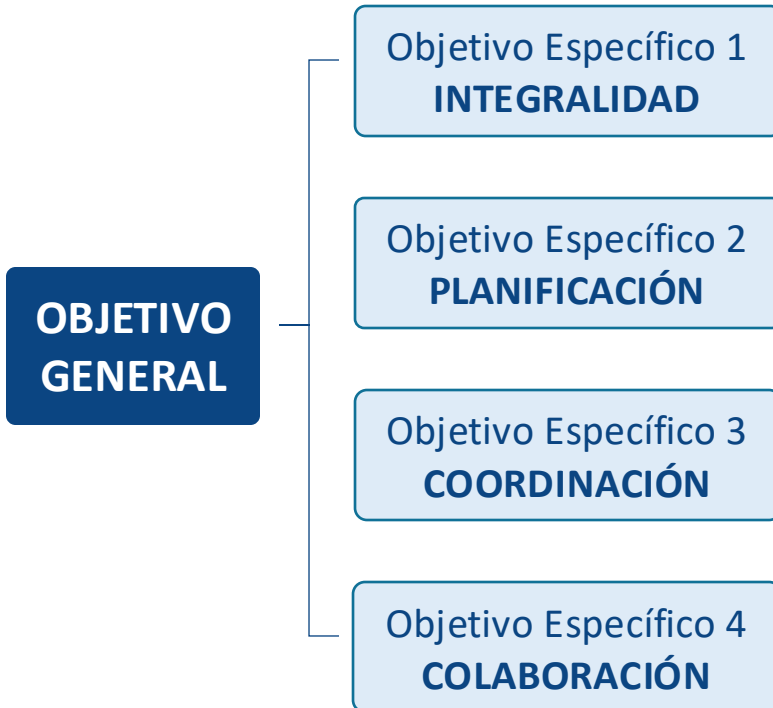 Objetivo Específico 1
INTEGRALIDAD
Objetivo Específico 2
PLANIFICACIÓN
OBJETIVO
GENERAL
Objetivo Específico 3
COORDINACIÓN
Objetivo Específico 4
COLABORACIÓN